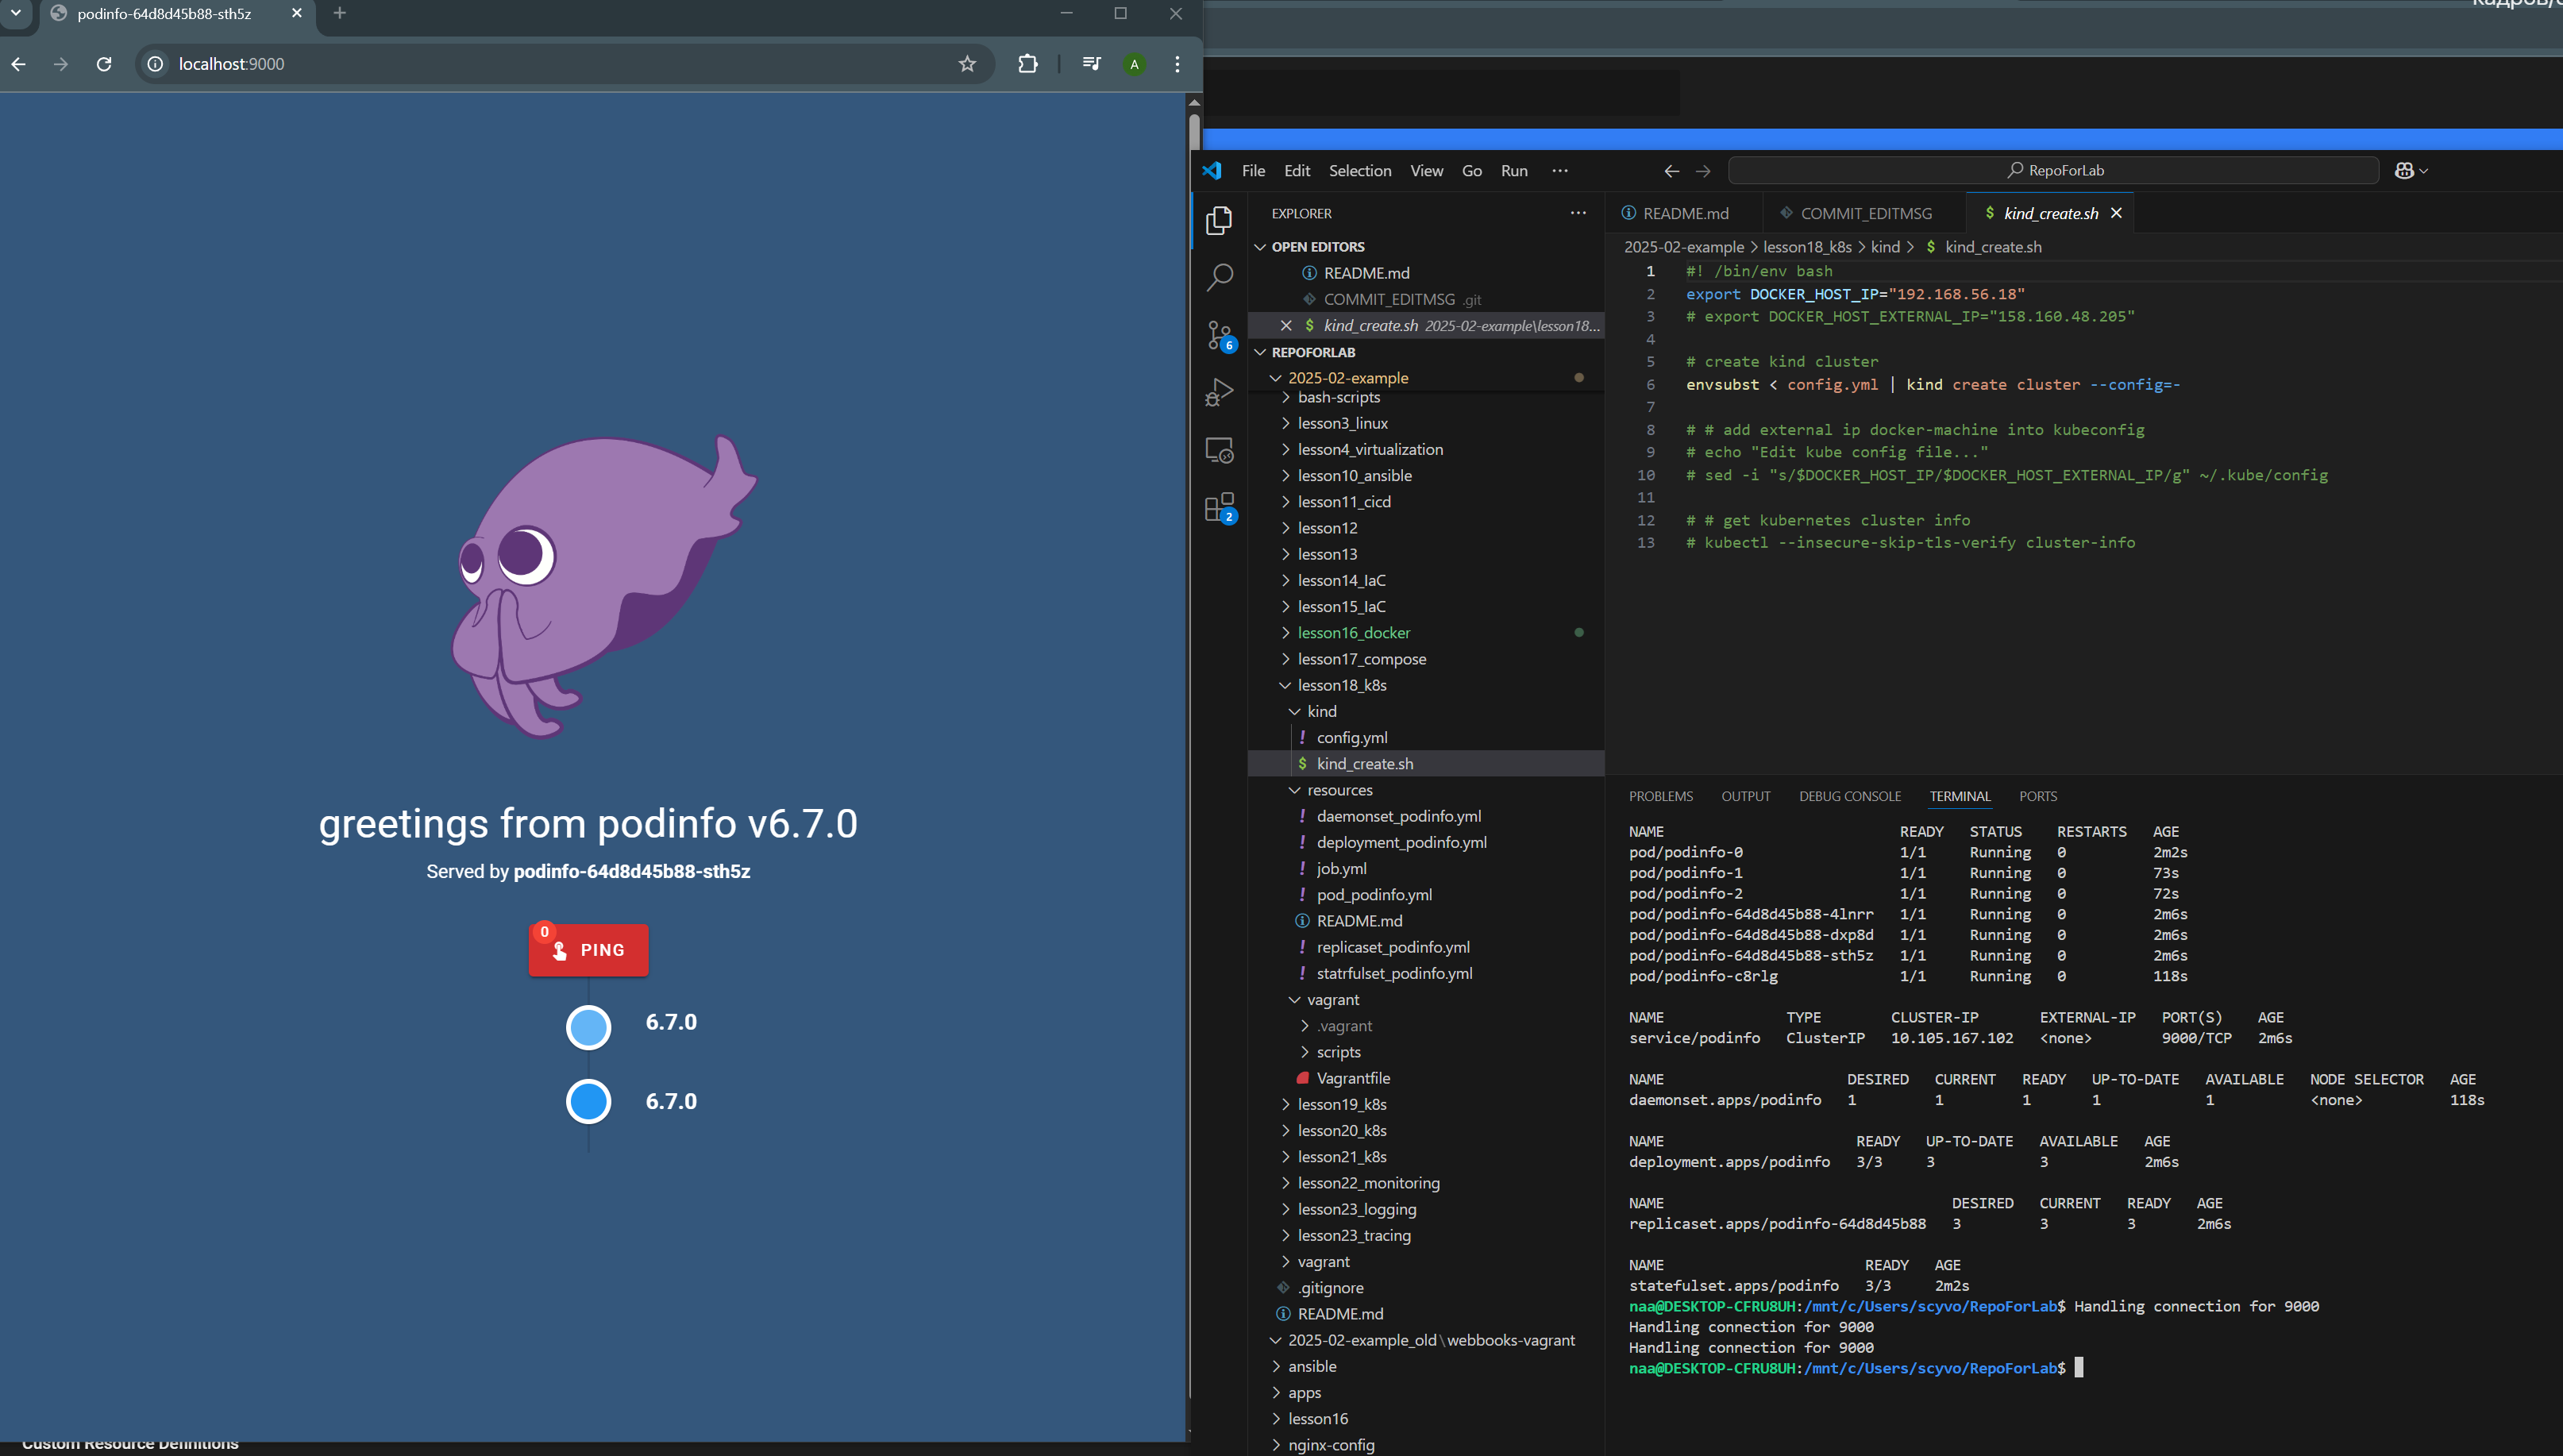 podinfo-64d8d45b88-sth5z
localhost:9000
A
greetings from podinfo v6.7.0
Served by podinfo-64d8d45b88-sth5z
0
PING
6.7.0
6.7.0
Custom Resource Definitions
File Edit Selection View Go Run ···
RepoForLab
EXPLORER
OPEN EDITORS
README.md
COMMIT_EDITMSG .git
kind_create.sh 2025-02-example\lesson18...
REPOFORLAB
2025-02-example
bash-scripts
lesson3_linux
lesson4_virtualization
lesson10_ansible
lesson11_cicd
lesson12
lesson13
lesson14_IaC
lesson15_IaC
lesson16_docker
lesson17_compose
lesson18_k8s
kind
config.yml
kind_create.sh
resources
daemonset_podinfo.yml
deployment_podinfo.yml
job.yml
pod_podinfo.yml
README.md
replicaset_podinfo.yml
statrfulset_podinfo.yml
vagrant
.vagrant
scripts
Vagrantfile
lesson19_k8s
lesson20_k8s
lesson21_k8s
lesson22_monitoring
lesson23_logging
lesson23_tracing
vagrant
.gitignore
README.md
2025-02-example_old\webbooks-vagrant
ansible
apps
lesson16
nginx-config
6
2
README.md COMMIT_EDITMSG kind_create.sh
2025-02-example > lesson18_k8s > kind > $ kind_create.sh
1 #! /bin/env bash
2 export DOCKER_HOST_IP="192.168.56.18"
3 # export DOCKER_HOST_EXTERNAL_IP="158.160.48.205"
4
5 # create kind cluster
6 envsubst < config.yml | kind create cluster --config=-
7
8 # # add external ip docker-machine into kubeconfig
9 # echo "Edit kube config file..."
10 # sed -i "s/$DOCKER_HOST_IP/$DOCKER_HOST_EXTERNAL_IP/g" ~/.kube/config
11
12 # # get kubernetes cluster info
13 # kubectl --insecure-skip-tls-verify cluster-info
PROBLEMS OUTPUT DEBUG CONSOLE TERMINAL PORTS
NAME READY STATUS RESTARTS AGE
pod/podinfo-0 1/1 Running 0 2m2s
pod/podinfo-1 1/1 Running 0 73s
pod/podinfo-2 1/1 Running 0 72s
pod/podinfo-64d8d45b88-4lnrr 1/1 Running 0 2m6s
pod/podinfo-64d8d45b88-dxp8d 1/1 Running 0 2m6s
pod/podinfo-64d8d45b88-sth5z 1/1 Running 0 2m6s
pod/podinfo-c8rlg 1/1 Running 0 118s
NAME TYPE CLUSTER-IP EXTERNAL-IP PORT(S) AGE
service/podinfo ClusterIP 10.105.167.102 <none> 9000/TCP 2m6s
NAME DESIRED CURRENT READY UP-TO-DATE AVAILABLE NODE SELECTOR AGE
daemonset.apps/podinfo 1 1 1 1 1 <none> 118s
NAME READY UP-TO-DATE AVAILABLE AGE
deployment.apps/podinfo 3/3 3 3 2m6s
NAME DESIRED CURRENT READY AGE
replicaset.apps/podinfo-64d8d45b88 3 3 3 2m6s
NAME READY AGE
statefulset.apps/podinfo 3/3 2m2s
naa@DESKTOP-CFRU8UH:/mnt/c/Users/scyvo/RepoForLab$ Handling connection for 9000
Handling connection for 9000
Handling connection for 9000
naa@DESKTOP-CFRU8UH:/mnt/c/Users/scyvo/RepoForLab$